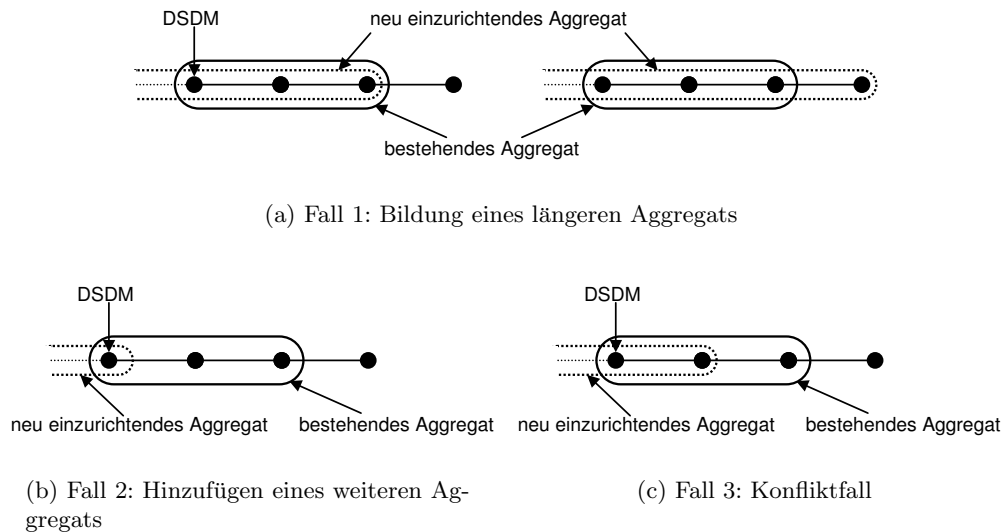 DSDM
neu einzurichtendes Aggregat
bestehendes Aggregat
(a) Fall 1: Bildung eines längeren Aggregats
DSDM
neu einzurichtendes Aggregat
bestehendes Aggregat
(b) Fall 2: Hinzufügen eines weiteren Ag-
gregats
DSDM
neu einzurichtendes Aggregat
bestehendes Aggregat
(c) Fall 3: Konfliktfall